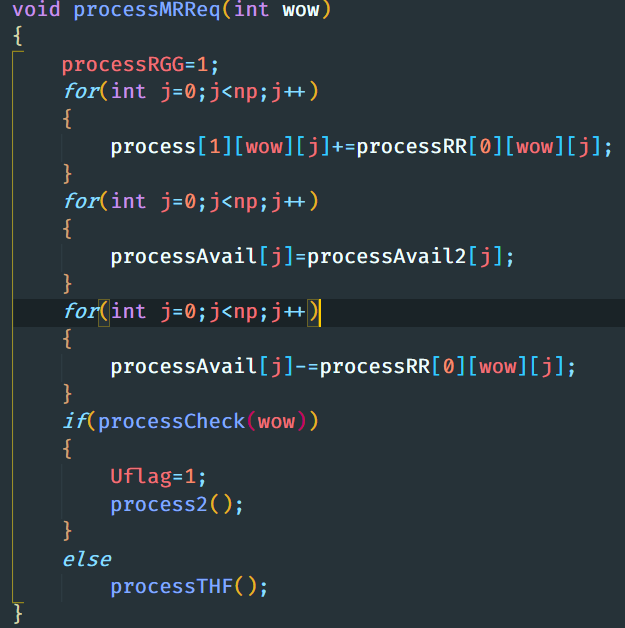 void processMRReq(int wow)
{
    processRGG=1;
    for(int j=0;j<np;j++)
    {
        process[1][wow][j]+=processRR[0][wow][j];
    }
    for(int j=0;j<np;j++)
    {
        processAvail[j]=processAvail2[j];
    }
    for(int j=0;j<np;j++)
    {
        processAvail[j]-=processRR[0][wow][j];
    }
    if(processCheck(wow))
    {
        Uflag=1;
        process2();
    }
    else
        processTHF();
}